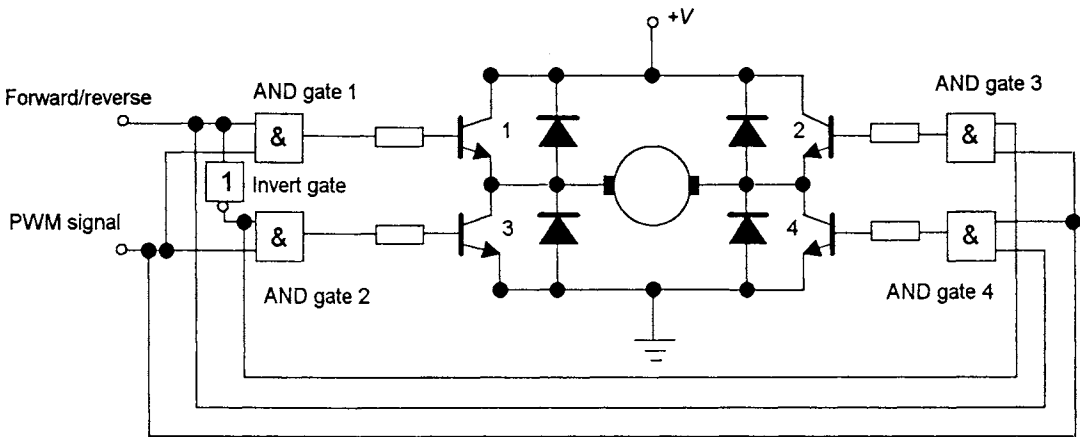 +V
Forward/reverse
AND gate 1
AND gate 3
&
1
2
&
1
Invert gate
PWM signal
&
3
4
&
AND gate 2
AND gate 4